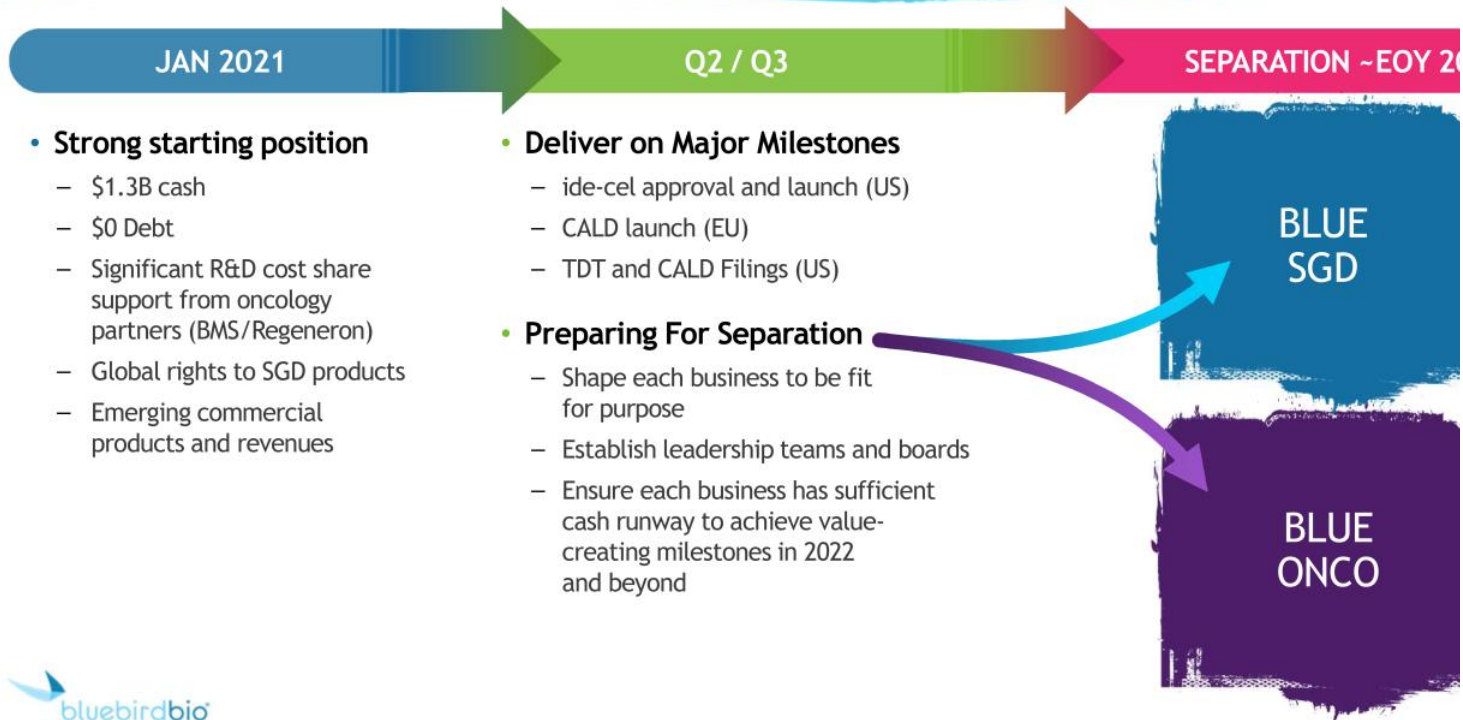 JAN 2021
Q2 / Q3
SEPARATION ~EOY
• Strong starting position
– $1.3B cash
– $0 Debt
– Significant R&D cost share
support from oncology
partners (BMS/Regeneron)
– Global rights to SGD products
– Emerging commercial
products and revenues
• Deliver on Major Milestones
– ide-cel approval and launch (US)
– CALD launch (EU)
– TDT and CALD Filings (US)
• Preparing For Separation
– Shape each business to be fit
for purpose
– Establish leadership teams and boards
– Ensure each business has sufficient
cash runway to achieve value-
creating milestones in 2022
and beyond
BLUE
SGD
BLUE
ONCO
bluebirdbio